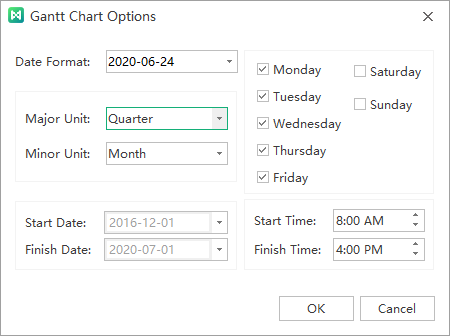 Gantt Chart Options
Date Format: 2020-06-24
Major Unit: Quarter
Minor Unit: Month
Monday
Tuesday
Wednesday
Thursday
Friday
Saturday
Sunday
Start Date: 2016-12-01
Finish Date: 2020-07-01
Start Time: 8:00 AM
Finish Time: 4:00 PM
OK Cancel